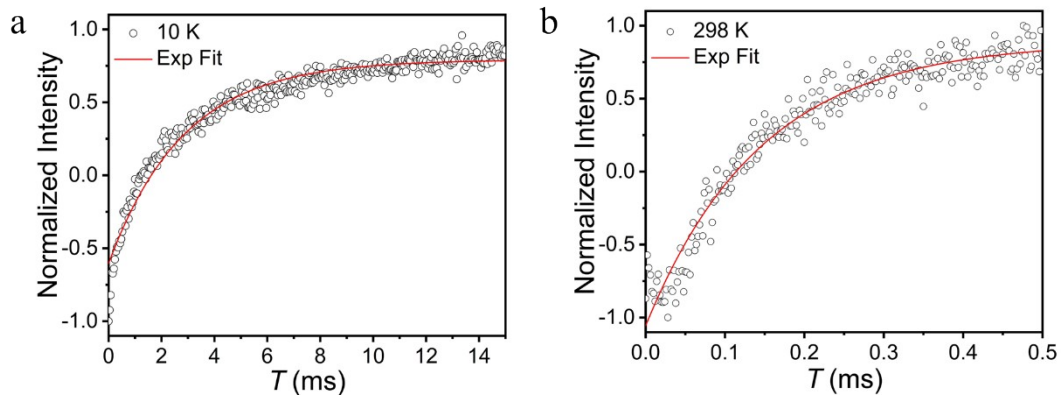 a
10 K
Exp Fit
Normalized Intensity
1.0
0.5
0.0
-0.5
-1.0
0 2 4 6 8 10 12 14
T (ms)
b
298 K
Exp Fit
Normalized Intensity
1.0
0.5
0.0
-0.5
-1.0
0.0 0.1 0.2 0.3 0.4 0.5
T (ms)